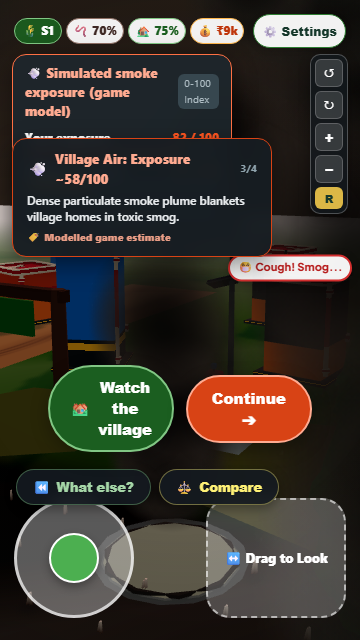 S1 70% 75% ₹9k Settings
Simulated smoke
exposure (game
model)
0-100
Index
Village Air: Exposure
~58/100
3/4
Dense particulate smoke plume blankets
village homes in toxic smog.
Modelled game estimate
R
Cough! Smog...
Watch
the
village
Continue
→
What else?
Compare
Drag to Look